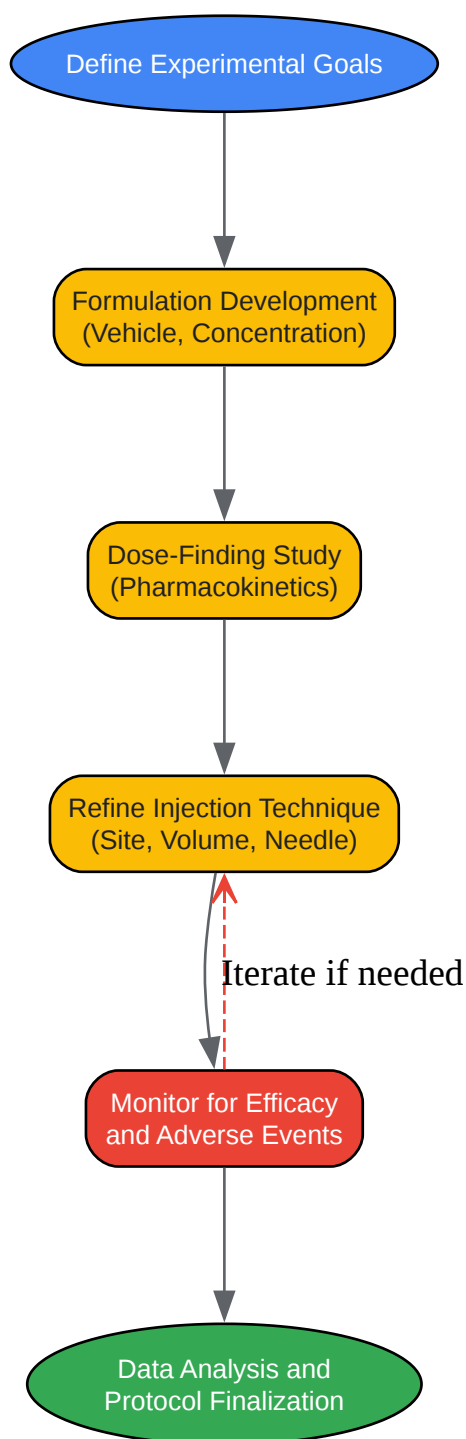 Define Experimental Goals
Formulation Development
(Vehicle, Concentration)
Dose-Finding Study
(Pharmacokinetics)
Refine Injection Technique
(Site, Volume, Needle)
Iterate if needed
Monitor for Efficacy
and Adverse Events
Data Analysis and
Protocol Finalization